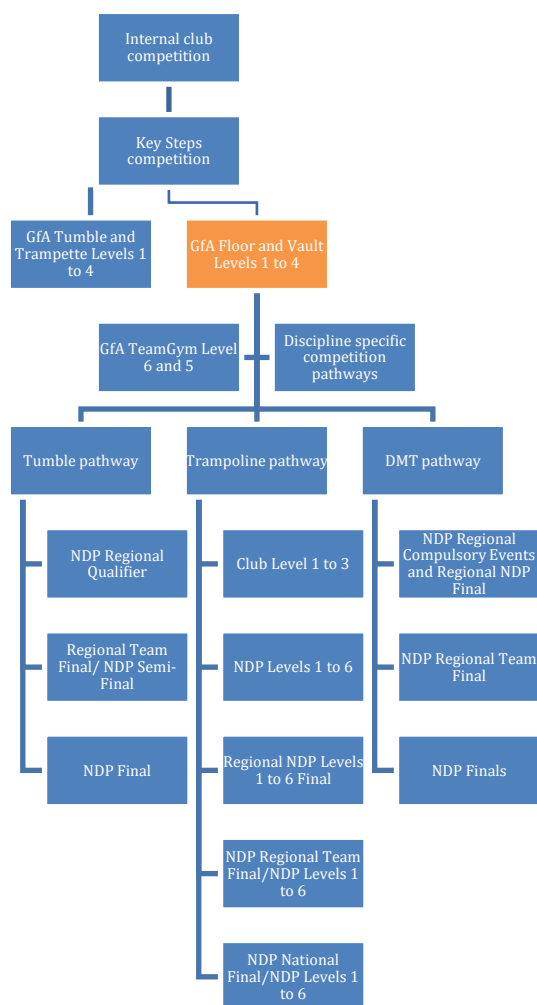 Internal club
competition
Key Steps
competition
GfA Tumble and
Trampette Levels 1
to 4
GfA Floor and Vault
Levels 1 to 4
GfA TeamGym Level
6 and 5
Discipline specific
competition
pathways
Tumble pathway
Trampoline pathway
DMT pathway
NDP Regional
Qualifier
Club Level 1 to 3
NDP Regional
Compulsory Events
and Regional NDP
Final
Regional Team
Final/ NDP Semi-
Final
NDP Levels 1 to 6
NDP Regional Team
Final
NDP Final
Regional NDP Levels
1 to 6 Final
NDP Finals
NDP Regional Team
Final/NDP Levels 1
to 6
NDP National
Final/NDP Levels 1
to 6